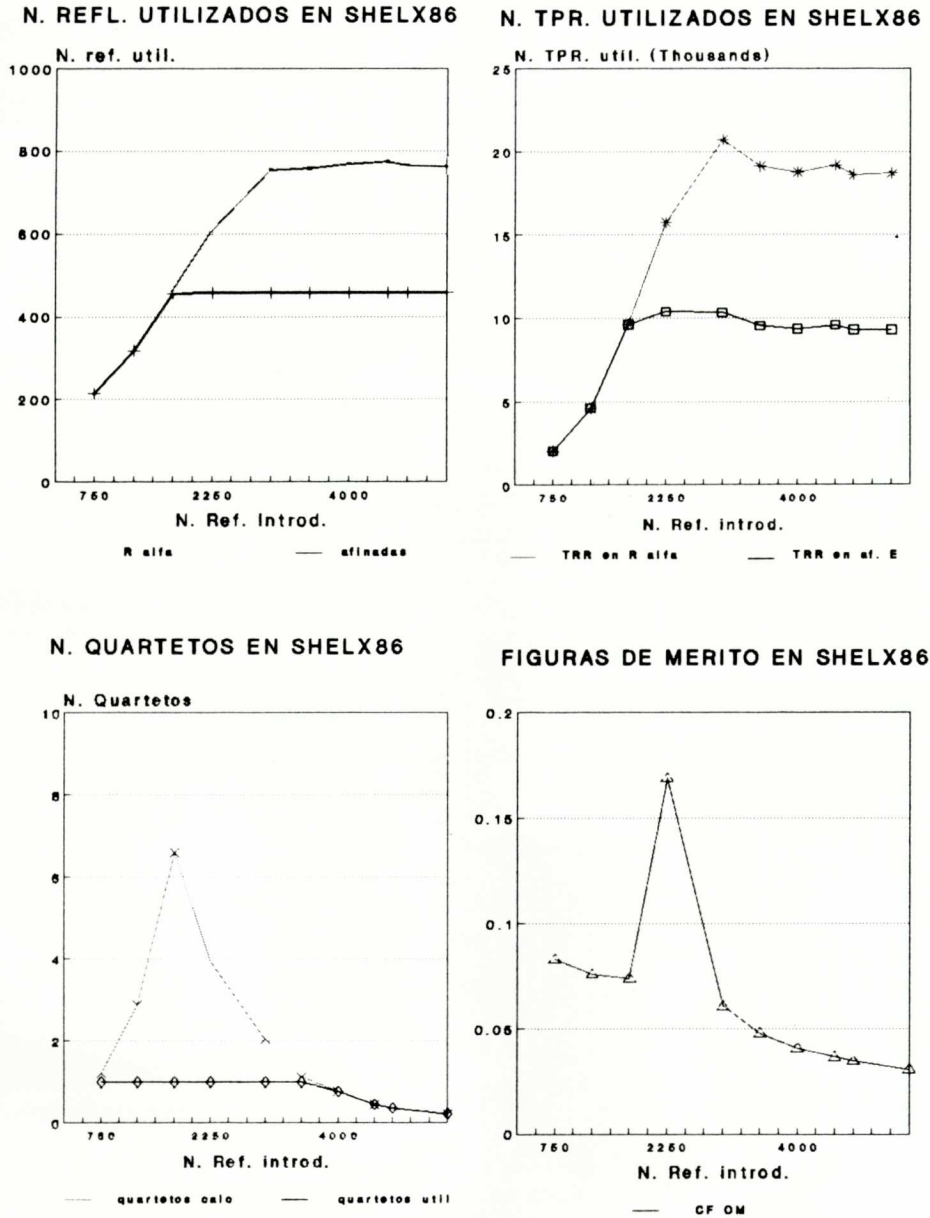 N. REFL. UTILIZADOS EN SHELX86
N. ref. util.
1000
800
600
400
200
0
750
2250
4000
N. Ref. Introd.
R alfa
afinadas
N. TPR. UTILIZADOS EN SHELX86
N. TPR. util. (Thousands)
25
20
15
10
5
0
750
2250
4000
N. Ref. introd.
TRR en R alfa
TRR en af. E
N. QUARTETOS EN SHELX86
N. Quartetos
10
8
6
4
2
0
750
2250
4000
N. Ref. introd.
quartetos calc
quartetos util
FIGURAS DE MERITO EN SHELX86
0.2
0.15
0.1
0.05
0
750
2250
4000
N. Ref. introd.
CF OM